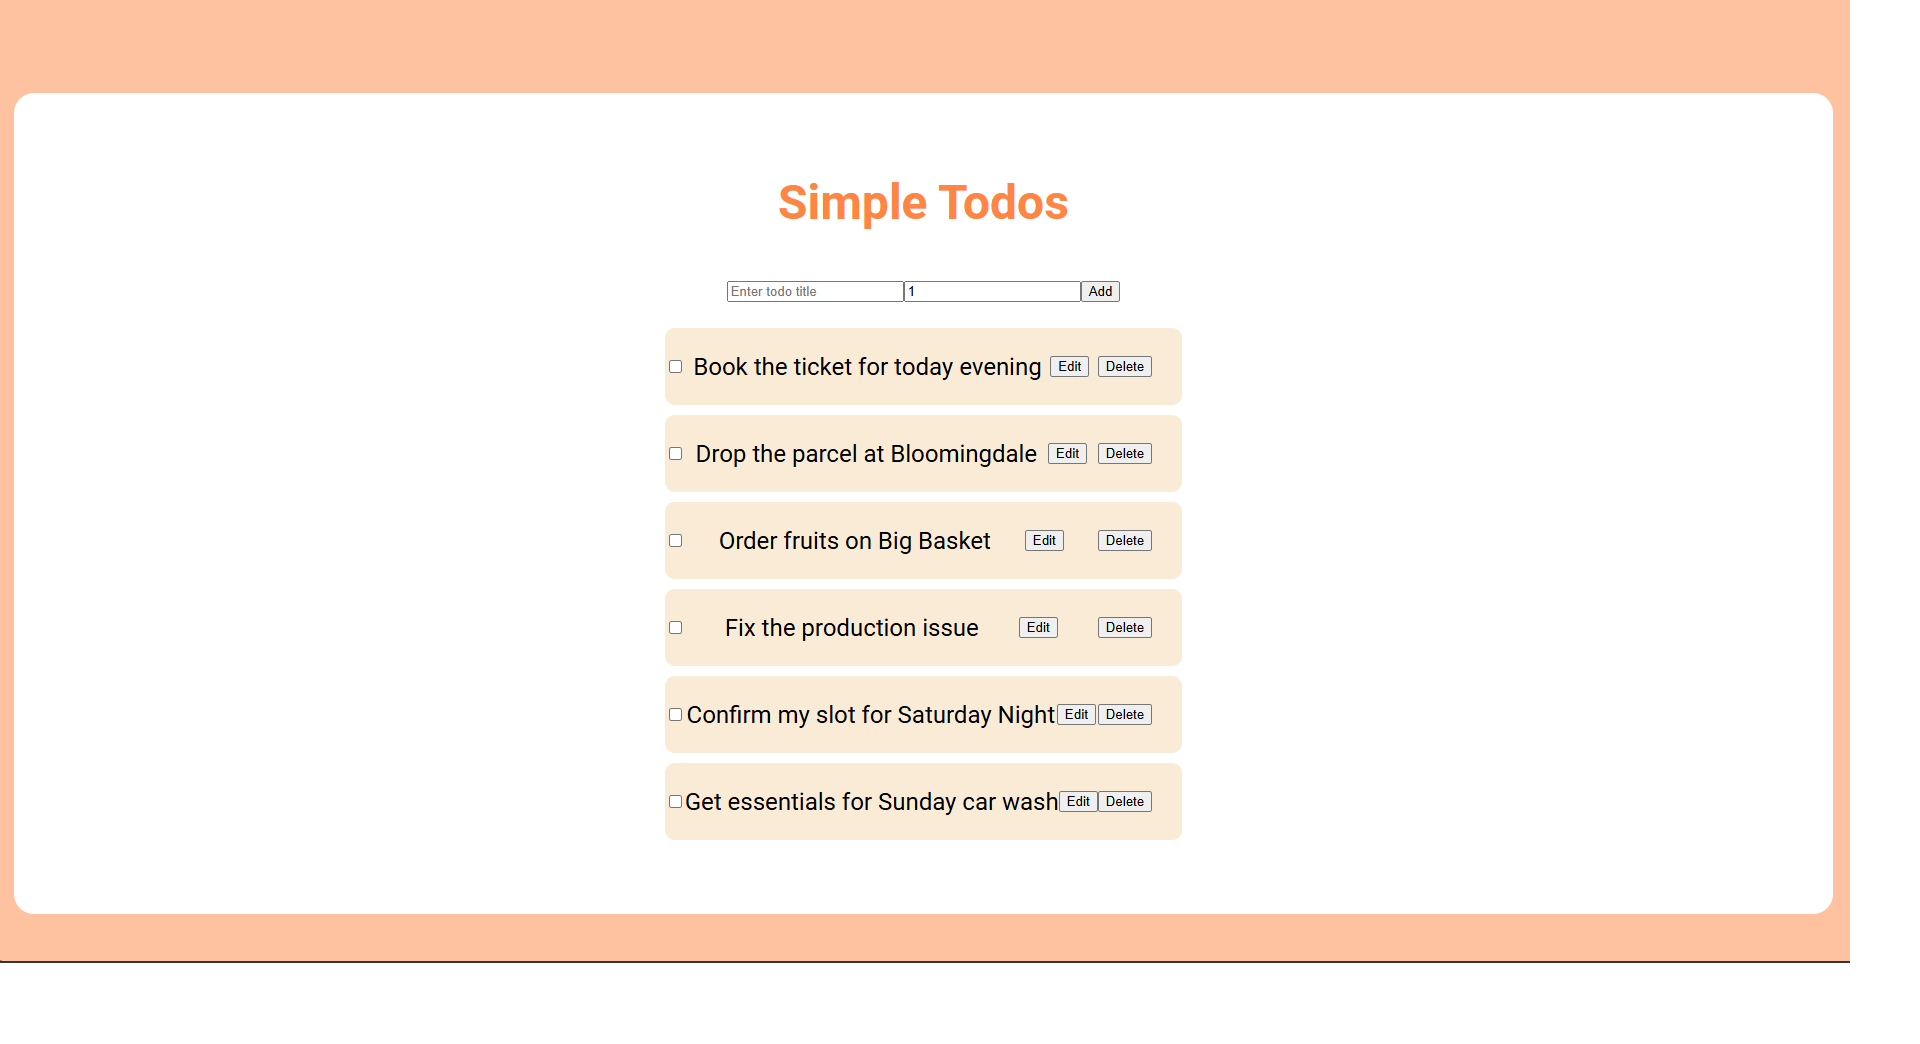 Simple Todos
Enter todo title 1 Add
Book the ticket for today evening Edit Delete
Drop the parcel at Bloomingdale Edit Delete
Order fruits on Big Basket Edit Delete
Fix the production issue Edit Delete
Confirm my slot for Saturday Night Edit Delete
Get essentials for Sunday car wash Edit Delete